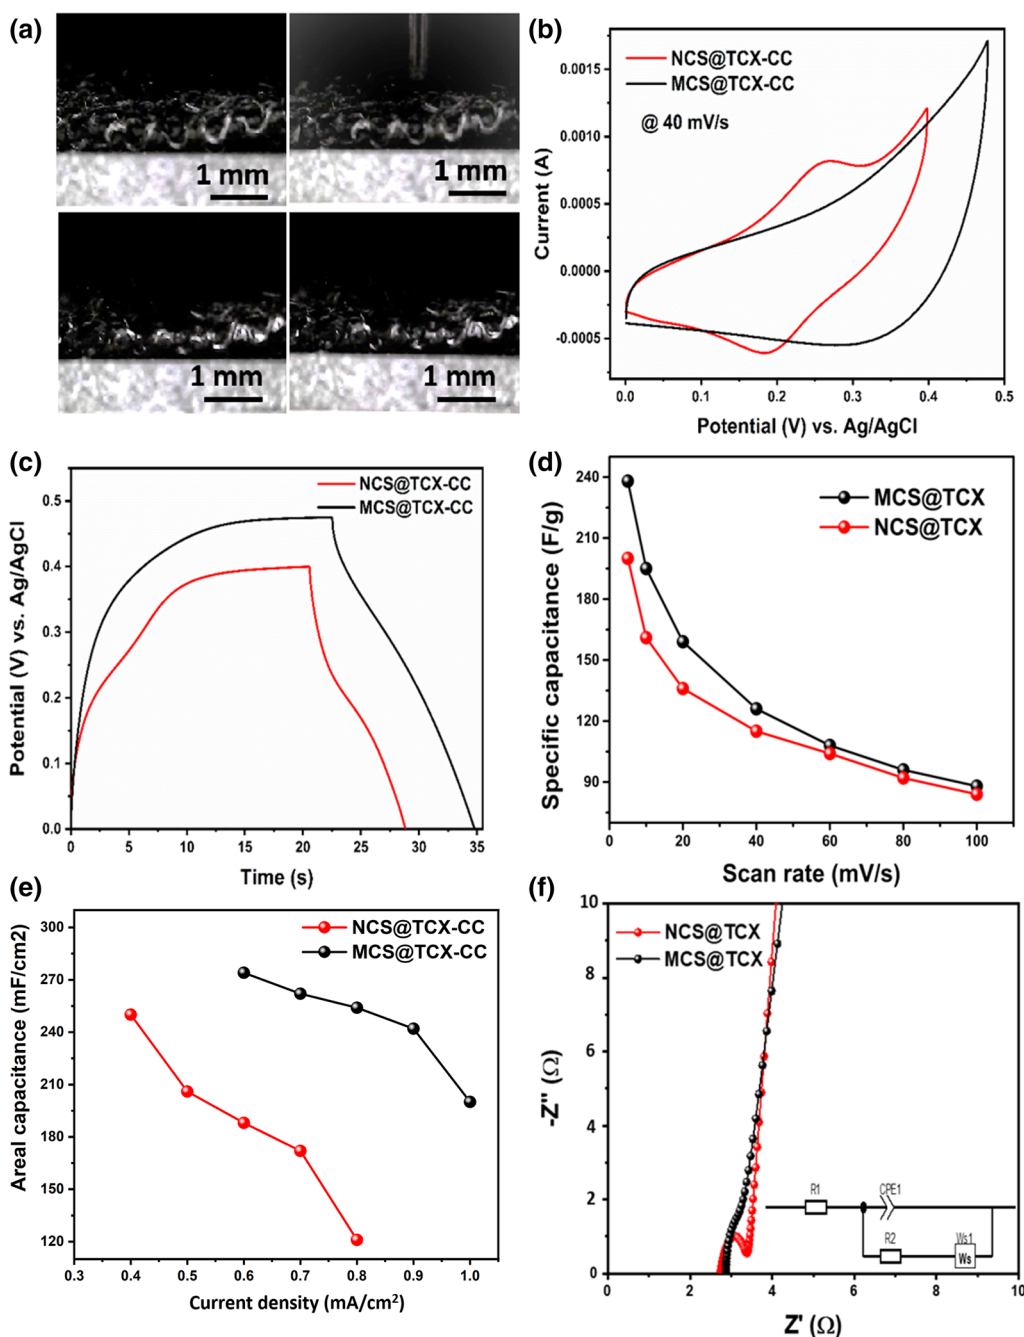 (a)
1 mm
1 mm
1 mm
1 mm
(b)
NCS@TCX-CC
MCS@TCX-CC
@ 40 mV/s
Current (A)
0.0015
0.0010
0.0005
0.0000
-0.0005
0.0 0.1 0.2 0.3 0.4 0.5
Potential (V) vs. Ag/AgCl
(c)
NCS@TCX-CC
MCS@TCX-CC
Potential (V) vs. Ag/AgCl
0.5
0.4
0.3
0.2
0.1
0.0
0 5 10 15 20 25 30 35
Time (s)
(d)
MCS@TCX
NCS@TCX
Specific capacitance (F/g)
240
210
180
150
120
90
0 20 40 60 80 100
Scan rate (mV/s)
(e)
NCS@TCX-CC
MCS@TCX-CC
Areal capacitance (mF/cm2)
300
270
240
210
180
150
120
0.3 0.4 0.5 0.6 0.7 0.8 0.9 1.0
Current density (mA/cm²)
(f)
NCS@TCX
MCS@TCX
-Z" (Ω)
10
8
6
4
2
0
R1 CPE1
R2 Ws1
Ws
0 2 4 6 8 10
Z' (Ω)